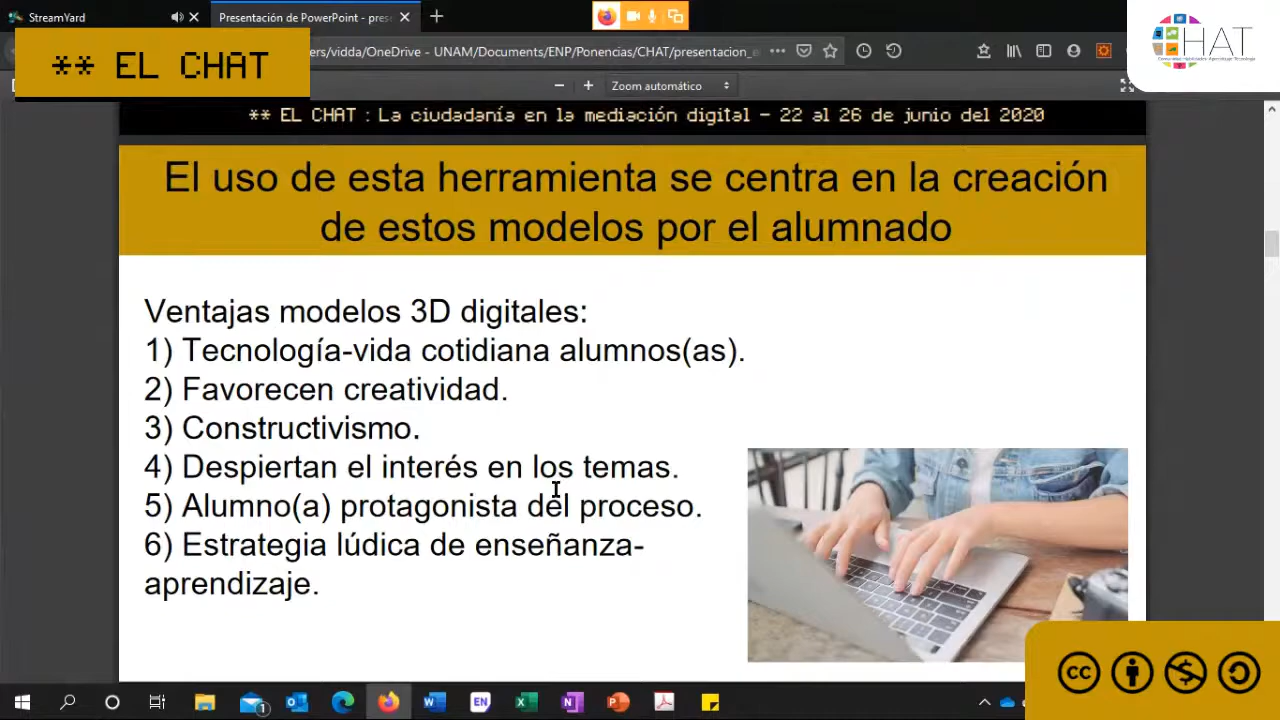 StreamYard
Presentación de PowerPoint - pres
** EL CHAT
ers/vidda/OneDrive - UNAM/Documents/ENP/Ponencias/CHAT/presentacion_e
HAT
Zoom automático
** EL CHAT : La ciudadanía en la mediación digital - 22 al 26 de junio del 2020
El uso de esta herramienta se centra en la creación
de estos modelos por el alumnado
Ventajas modelos 3D digitales:
1) Tecnología-vida cotidiana alumnos(as).
2) Favorecen creatividad.
3) Constructivismo.
4) Despiertan el interés en los temas.
5) Alumno(a) protagonista del proceso.
6) Estrategia lúdica de enseñanza-
aprendizaje.
cc
1
EN